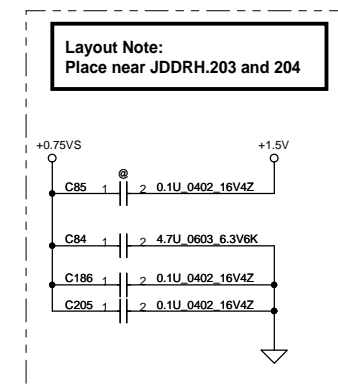 Layout Note:
Place near JDDRH.203 and 204
+0.75VS +1.5V
@
C85 1 2 0.1U_0402_16V4Z
C84 1 2 4.7U_0603_6.3V6K
C186 1 2 0.1U_0402_16V4Z
C205 1 2 0.1U_0402_16V4Z